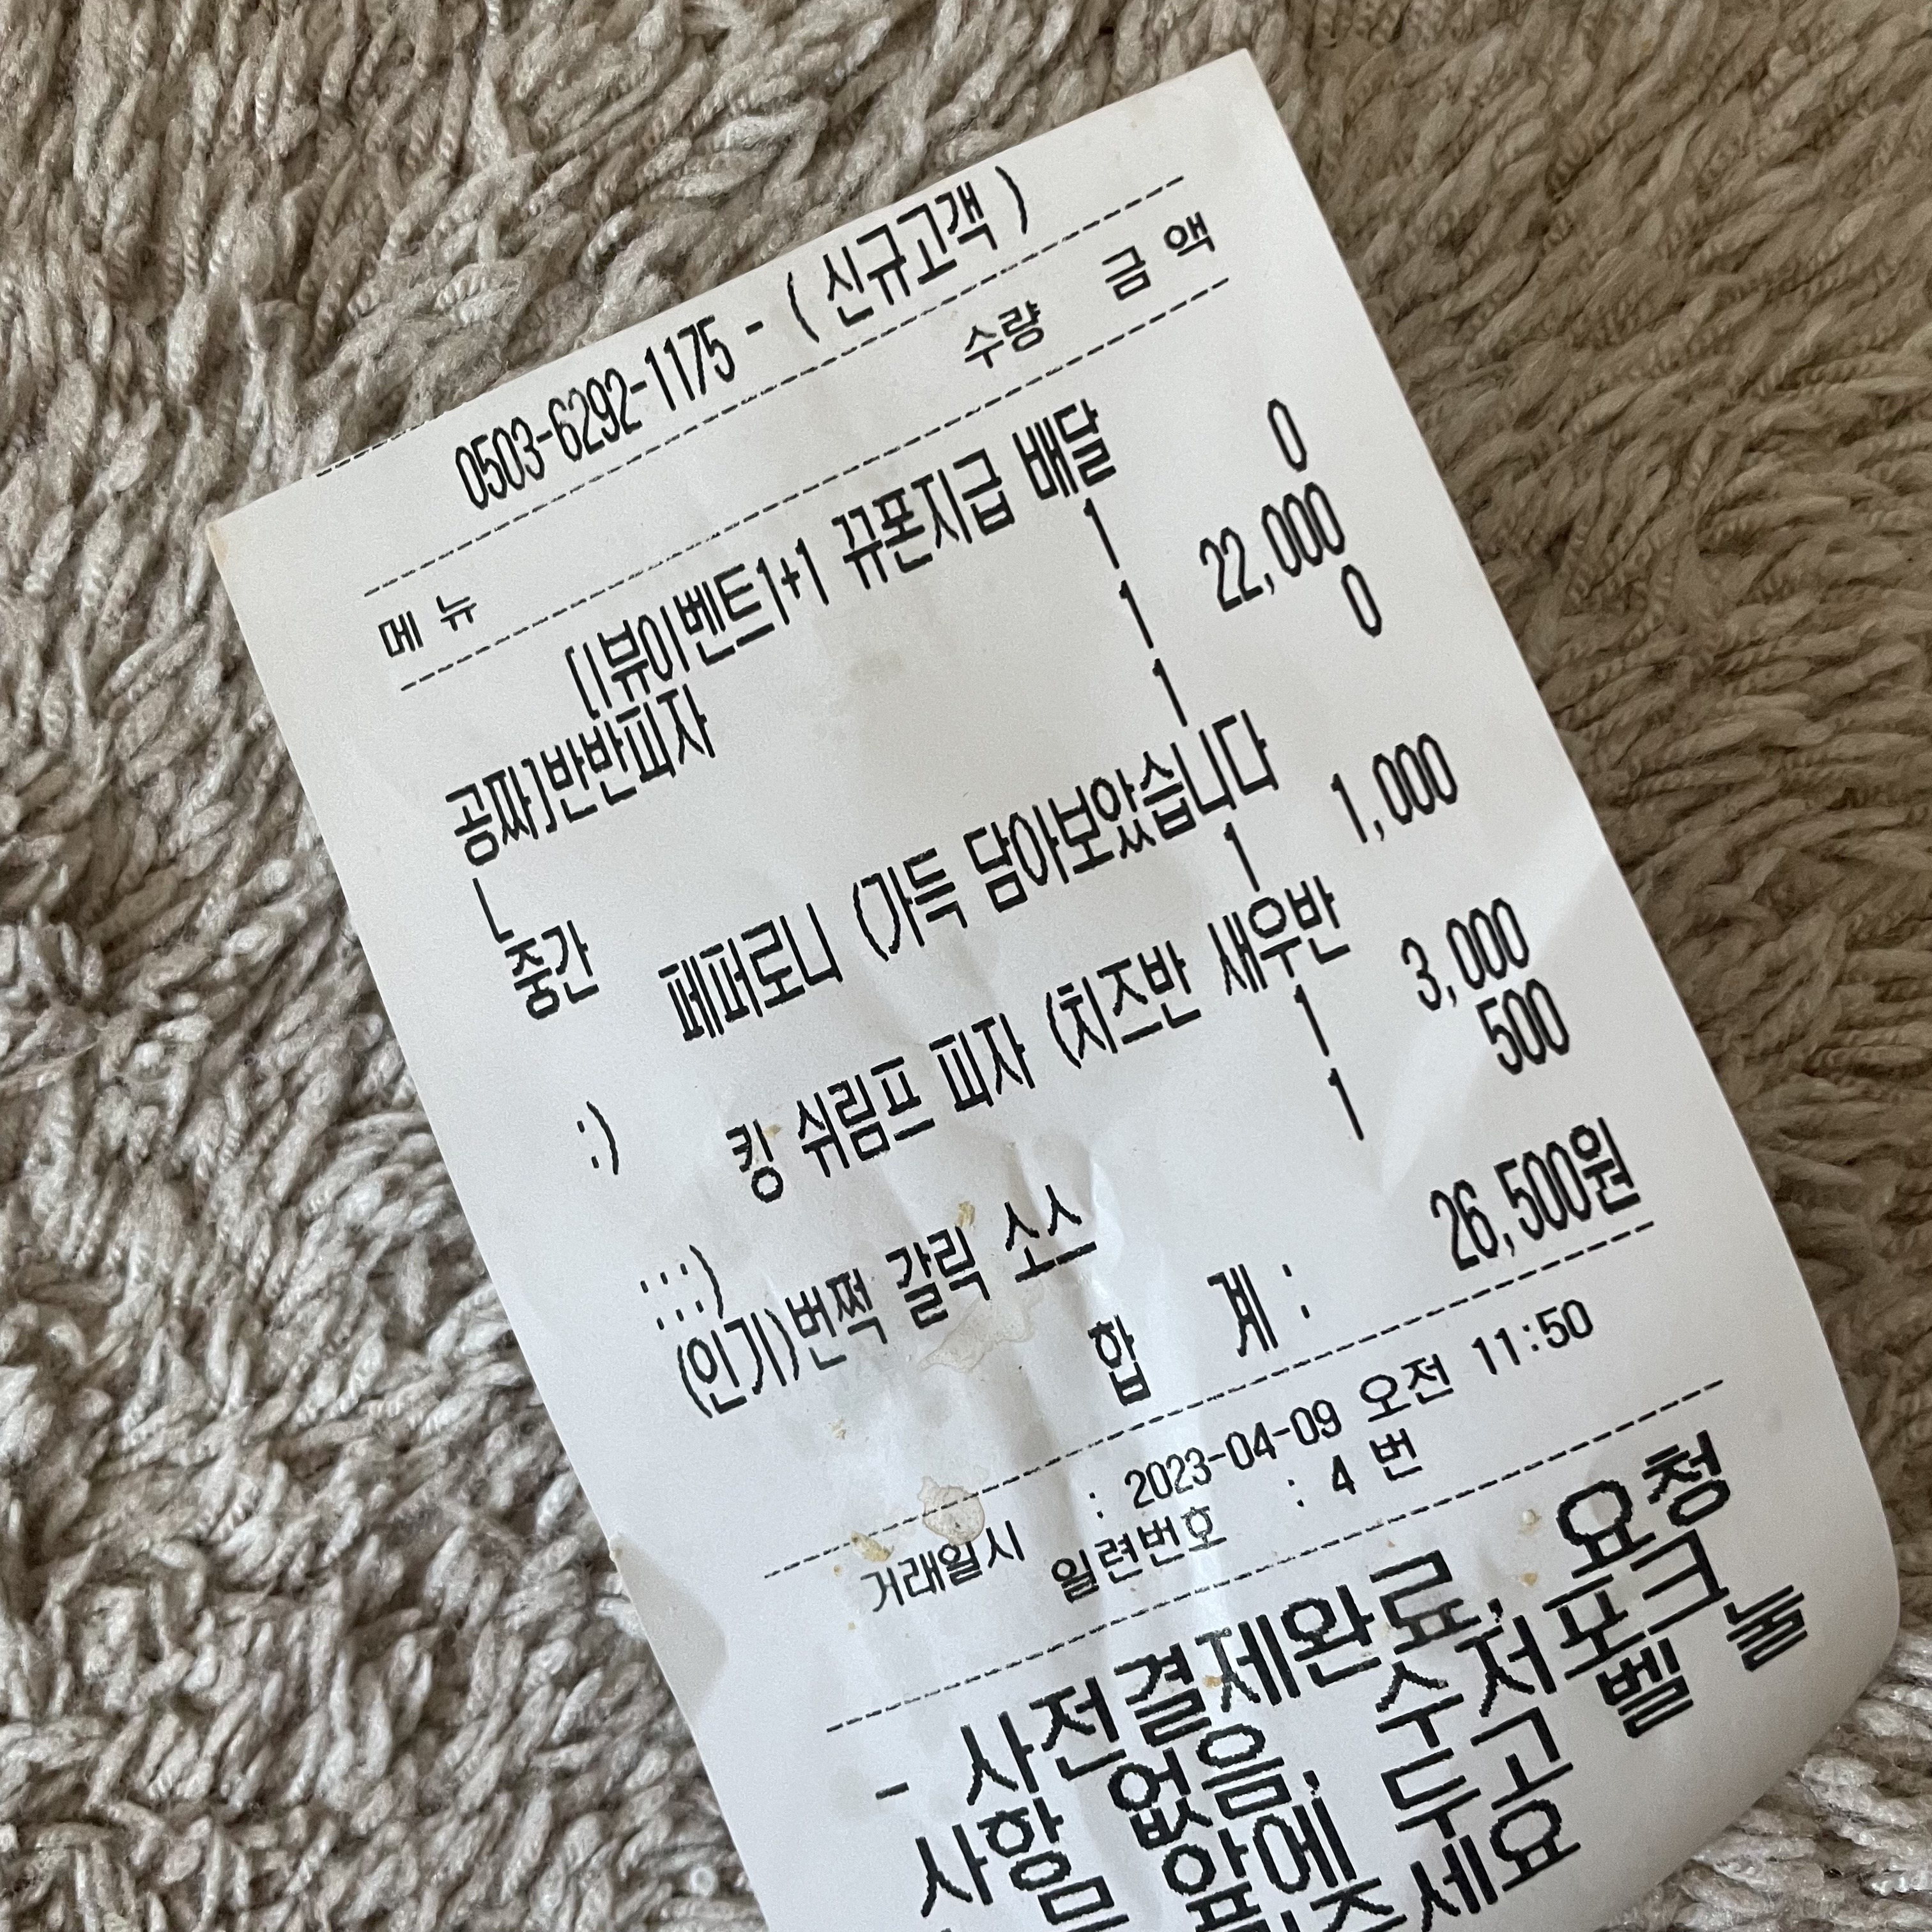 0503-6292-1175 - ( 신규고객 )
메 뉴 수량 금 액
[|뷰이벤트1+1 뀨폰지급 배달
공짜]반반피자 1 0
L 1 22,000
중간 1 0
페퍼로니 (가득 담아보았습니다
:) 1 1,000
킹 쉬림프 피자 (치즈반 새우반
::::) 1 3,000
(인기)번쩍 갈릭 소스 1 500
합 계 : 26,500원
거래일시 : 2023-04-09 오전 11:50
일련번호 : 4 번
- 사전결제완료, 요청
사항 없음, 수저포크
앞에 두고 벨 눌
주세요